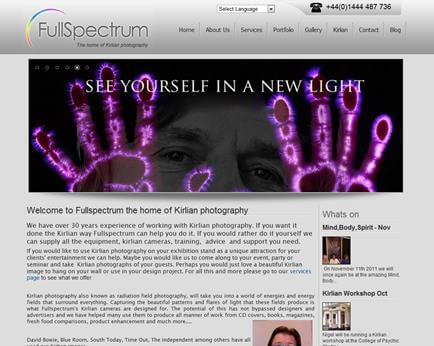 Select Language
+44(0)1444 487 736
FullSpectrum
The home of Kirlian photography
Home About Us Services Portfolio Gallery Kirlian Contact Blog
SEE YOURSELF IN A NEW LIGHT
Welcome to Fullspectrum the home of Kirlian photography
We have over 30 years experience of working with Kirlian photography. If you want it
done the Kirlian way Fullspectrum can help you do it. If you would rather do it yourself we
can supply all the equipment, kirlian cameras, training, advice and support you need.
If you would like to use Kirlian photography on your exhibitions stand as a unique attraction for your
clients' entertainment we can help. Maybe you would like us to come along to your event, party or
seminar and take Kirlian photographs of your guests. Perhaps you would just love a beautiful Kirlian
image to hang on your wall or use in your design project. For all this and more please go to our services
page to see what we offer
Kirlian photography also known as radiation field photography, will take you into a world of energies and energy
fields that surround everything. Capturing the beautiful patterns and flares of light that these fields produce is
what Fullspectrum's Kirlian cameras are designed for. The potential of this has not bypassed designers and
advertisers and we have helped many use them to produce all manner of work from CD covers, books, magazines,
fresh food comparisons, product enhancement and much more....
David Bowie, Blue Room, South Today, Time Out, The Independent among others have all
Whats on
Mind,Body,Spirit - Nov
On November 11th 2011 we will
once again be at the amazing Mind,
Body...
Kirlian Workshop Oct
Nigel will be running a Kirlian
workshop at the College of Psychic